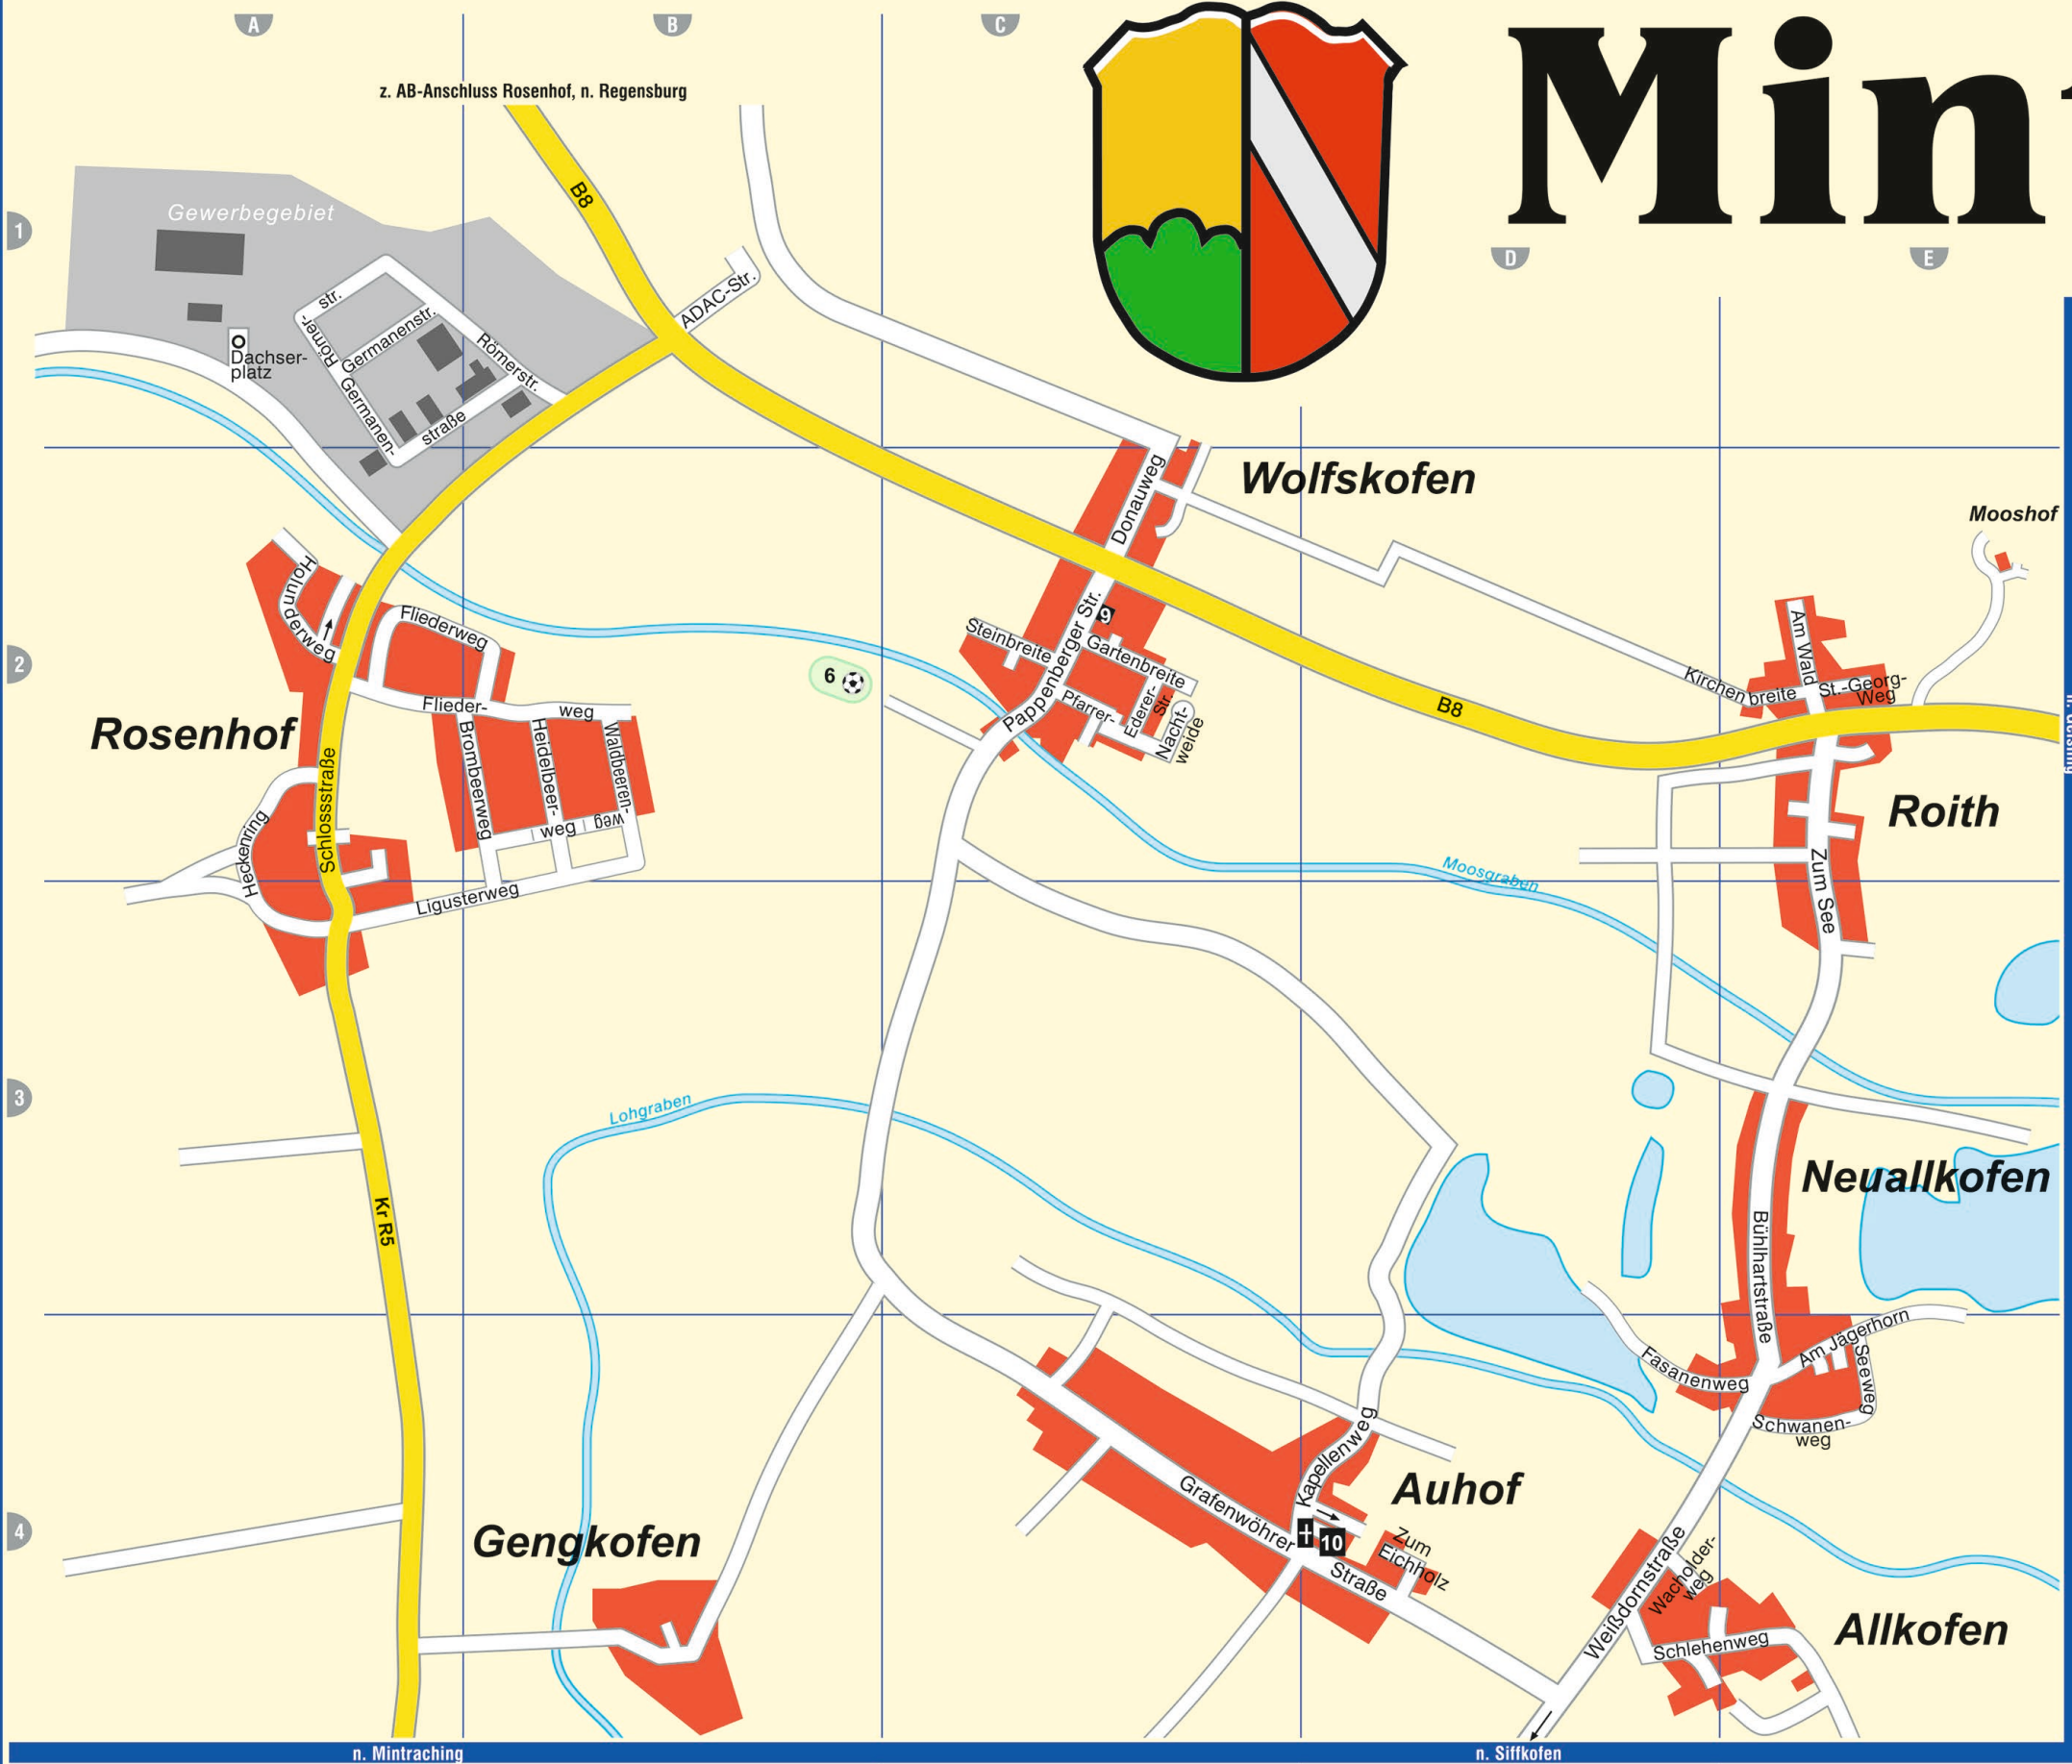 A
B
C
Min
z. AB-Anschluss Rosenhof, n. Regensburg
B8
Gewerbegebiet
1
D
E
ADAC-Str.
Römer-
str.
Germanenstr.
Römerstr.
Dachser-
platz
Germanen-
straße
Wolfskofen
Donauweg
Mooshof
Holund
derweg
Fliederweg
9
Steinbreite
Pappenberger Str.
Gartenbreite
Am Wald
2
6
Kirchen
breite
St.-Georg-
Weg
Pfarrer-
Ederer-
Str.
Nacht-
weide
B8
Flieder-
weg
Rosenhof
Brombeerweg
Heidelbeer-
weg
Waldbeeren-
weg
Schlossstraße
Heckenring
Ligusterweg
Roith
Moosgraben
Zum See
3
Lohgraben
Neuallkofen
Kr R5
Bühlhartstraße
Fasanenweg
Am Jägerhorn
Seeweg
Schwanen-
weg
Kapellenweg
Auhof
Grafenwöhrer
Straße
10
Zum
Eichholz
4
Gengkofen
Weißdornstraße
Wacholder-
weg
Schlehenweg
Allkofen
n. Mintraching
n. Siffkofen